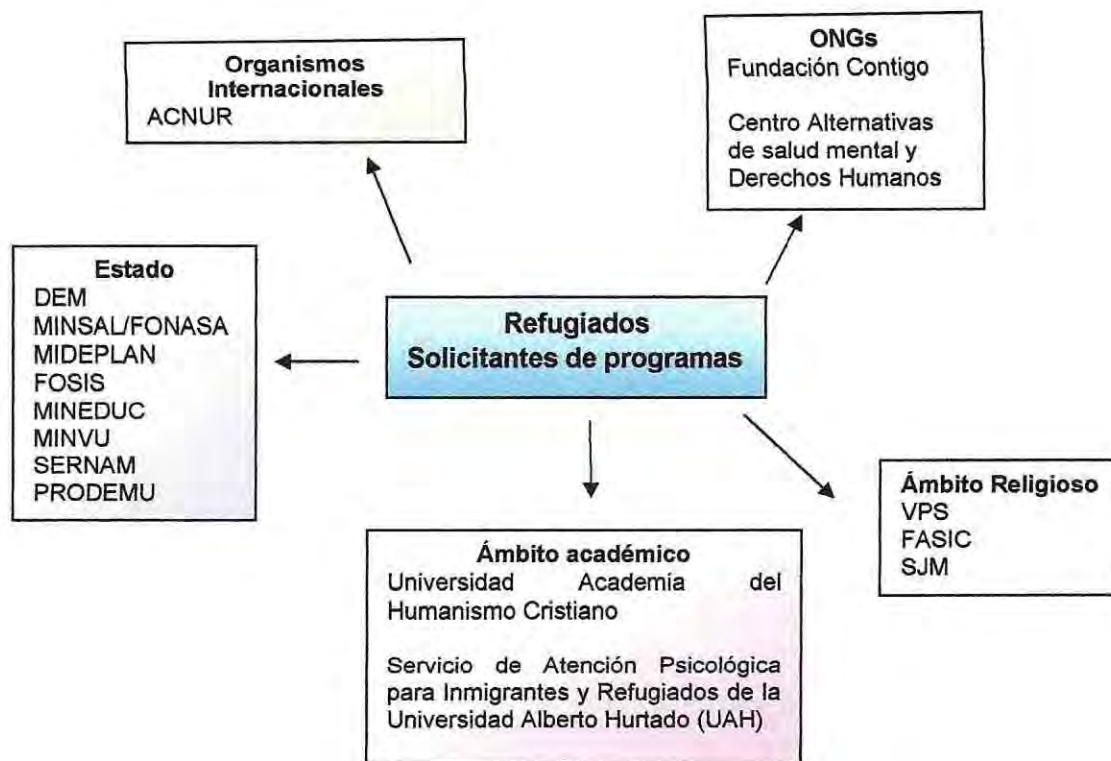 Organismos
Internacionales
ACNUR
ONGs
Fundación Contigo
Centro Alternativas
de salud mental y
Derechos Humanos
Estado
DEM
MINSAL/FONASA
MIDEPLAN
FOSIS
MINEDUC
MINVU
SERNAM
PRODEMU
Refugiados
Solicitantes de programas
Ámbito Religioso
VPS
FASIC
SJM
Ámbito académico
Universidad Academia del
Humanismo Cristiano
Servicio de Atención Psicológica
para Inmigrantes y Refugiados de la
Universidad Alberto Hurtado (UAH)